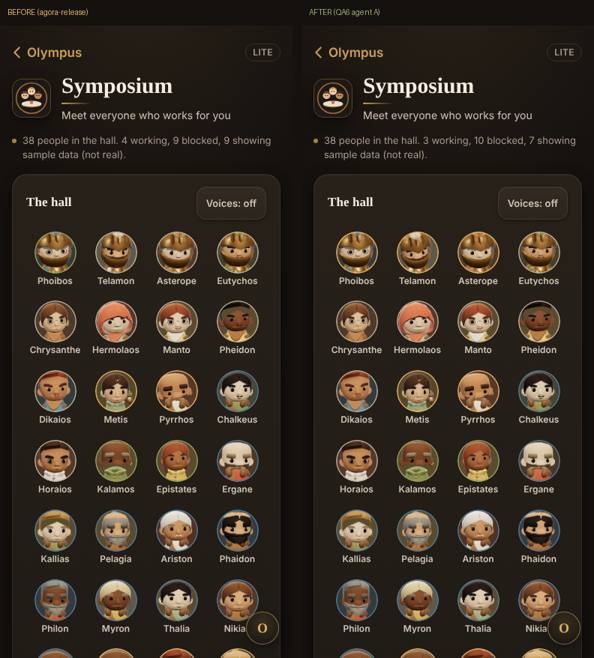 BEFORE (agora-release)
Olympus
LITE
Symposium
Meet everyone who works for you
38 people in the hall. 4 working, 9 blocked, 9 showing
sample data (not real).
The hall
Voices: off
Phoibos Telamon Asterope Eutychos
Chrysanthe Hermolaos Manto Pheidon
Dikaios Metis Pyrrhos Chalkeus
Horaios Kalamos Epistates Ergane
Kallias Pelagia Ariston Phaidon
Philon Myron Thalia Nikia
O
AFTER (QA6 agent A)
Olympus
LITE
Symposium
Meet everyone who works for you
38 people in the hall. 3 working, 10 blocked, 7 showing
sample data (not real).
The hall
Voices: off
Phoibos Telamon Asterope Eutychos
Chrysanthe Hermolaos Manto Pheidon
Dikaios Metis Pyrrhos Chalkeus
Horaios Kalamos Epistates Ergane
Kallias Pelagia Ariston Phaidon
Philon Myron Thalia Nikia
O